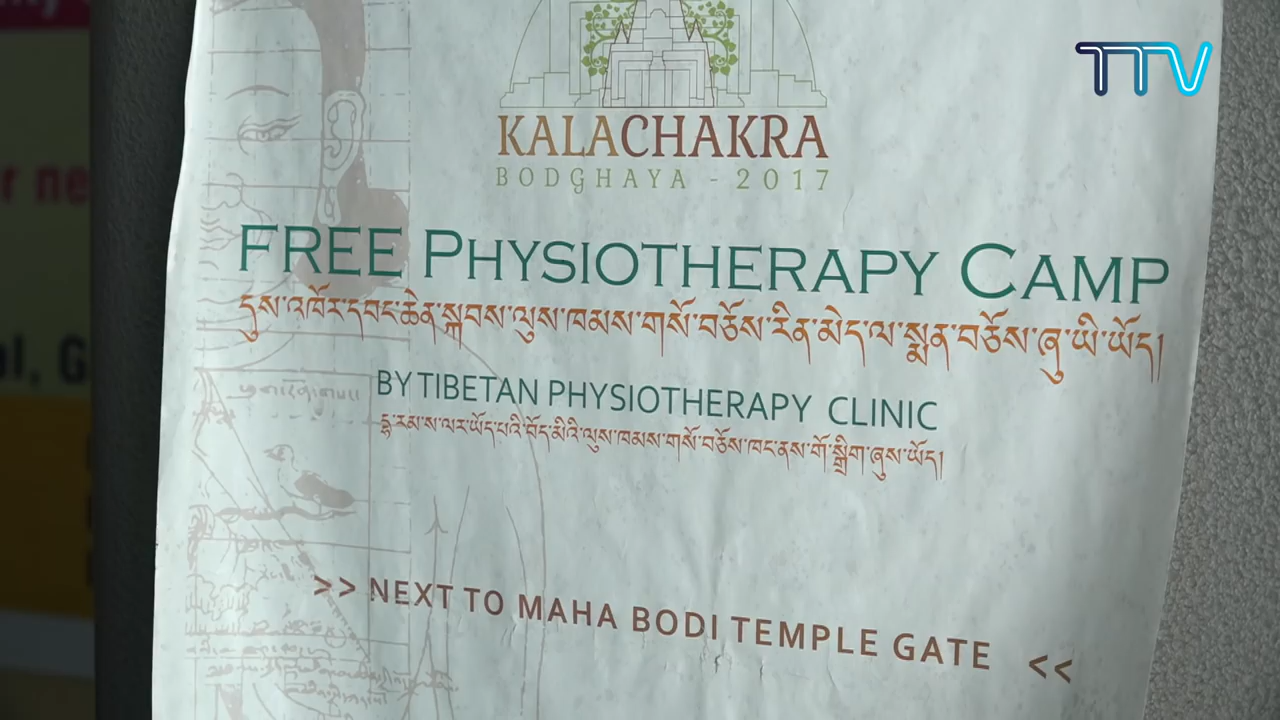 TTV
KALACHAKRA
BODGHAYA - 2017
FREE PHYSIOTHERAPY CAMP
དུས་འཁོར་དབང་ཆེན་སྐབས་ལུས་ཁམས་གསོ་བཅོས་རིན་མེད་ལ་སྨན་བཅོས་ཞུ་ཡི་ཡོད།
BY TIBETAN PHYSIOTHERAPY CLINIC
དྷ་རམ་ས་ལར་ཡོད་པའི་བོད་མིའི་ལུས་ཁམས་གསོ་བཅོས་ཁང་ནས་གོ་སྒྲིག་ཞུས་ཡོད།
>> NEXT TO MAHA BODI TEMPLE GATE <<